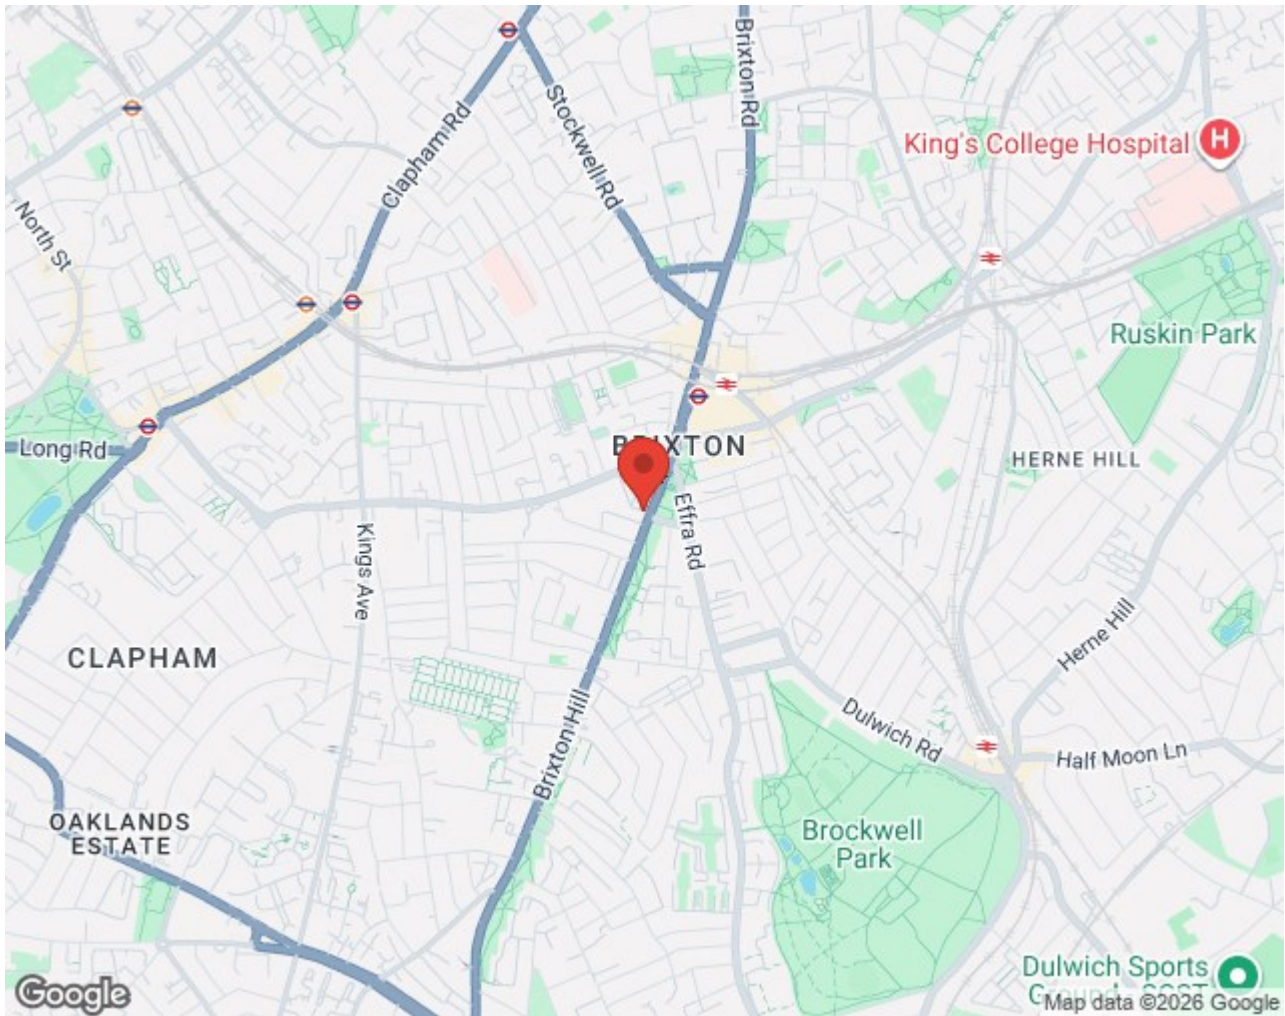 Brixton Rd
Stockwell Rd
Clapham Rd
King's College Hospital
H
North St
Ruskin Park
BRIXTON
Long Rd
HERNE HILL
Effra Rd
Kings Ave
Herne Hill
CLAPHAM
Brixton Hill
Dulwich Rd
Half Moon Ln
OAKLANDS
ESTATE
Brockwell
Park
Dulwich Sports
Google
Map data ©2026 Google